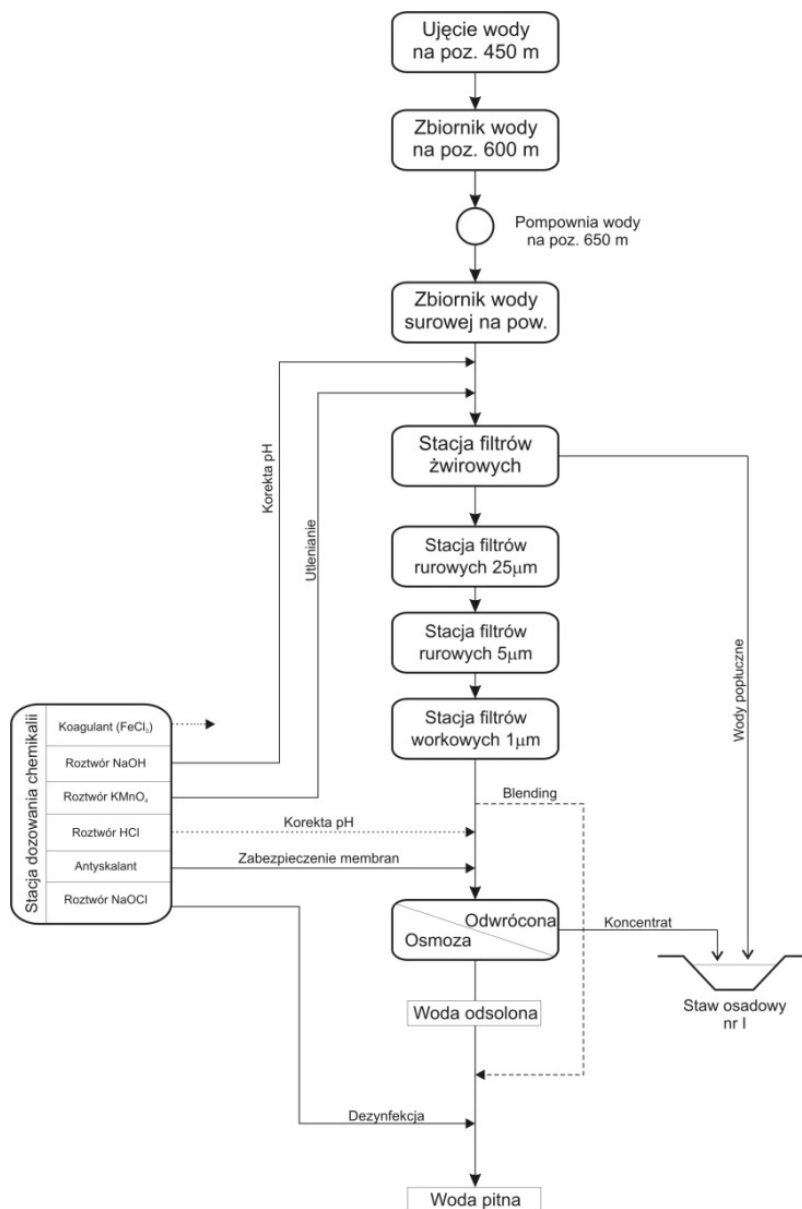 Ujęcie wody
na poz. 450 m
Zbiornik wody
na poz. 600 m
Pompownia wody
na poz. 650 m
Zbiornik wody
surowej na pow.
Stacja filtrów
żwirowych
Korekta pH
Utlenianie
Stacja filtrów
rurowych 25μm
Stacja filtrów
rurowych 5μm
Stacja filtrów
workowych 1μm
Wody popłuczne
Stacja dozowania chemikalii
Koagulant (FeCl₃)
Roztwór NaOH
Roztwór KMnO₄
Roztwór HCl
Antyskalant
Roztwór NaOCl
Blending
Korekta pH
Zabezpieczenie membran
Odwrócona
Osmoza
Koncentrat
Staw osadowy
nr I
Woda odsolona
Dezynfekcja
Woda pitna